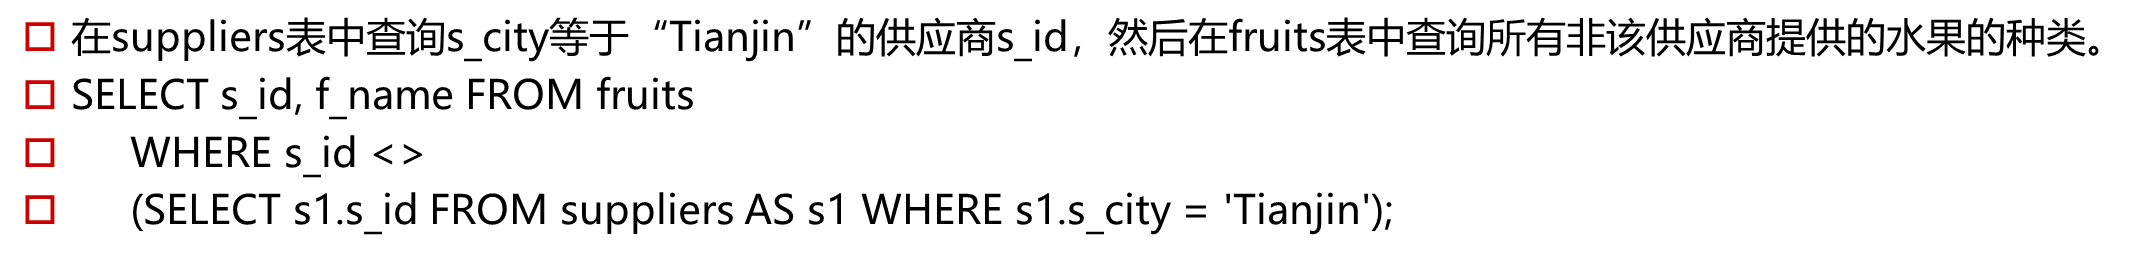 在suppliers表中查询s_city等于“Tianjin”的供应商s_id，然后在fruits表中查询所有非该供应商提供的水果的种类。
SELECT s_id, f_name FROM fruits
WHERE s_id <>
(SELECT s1.s_id FROM suppliers AS s1 WHERE s1.s_city = 'Tianjin');